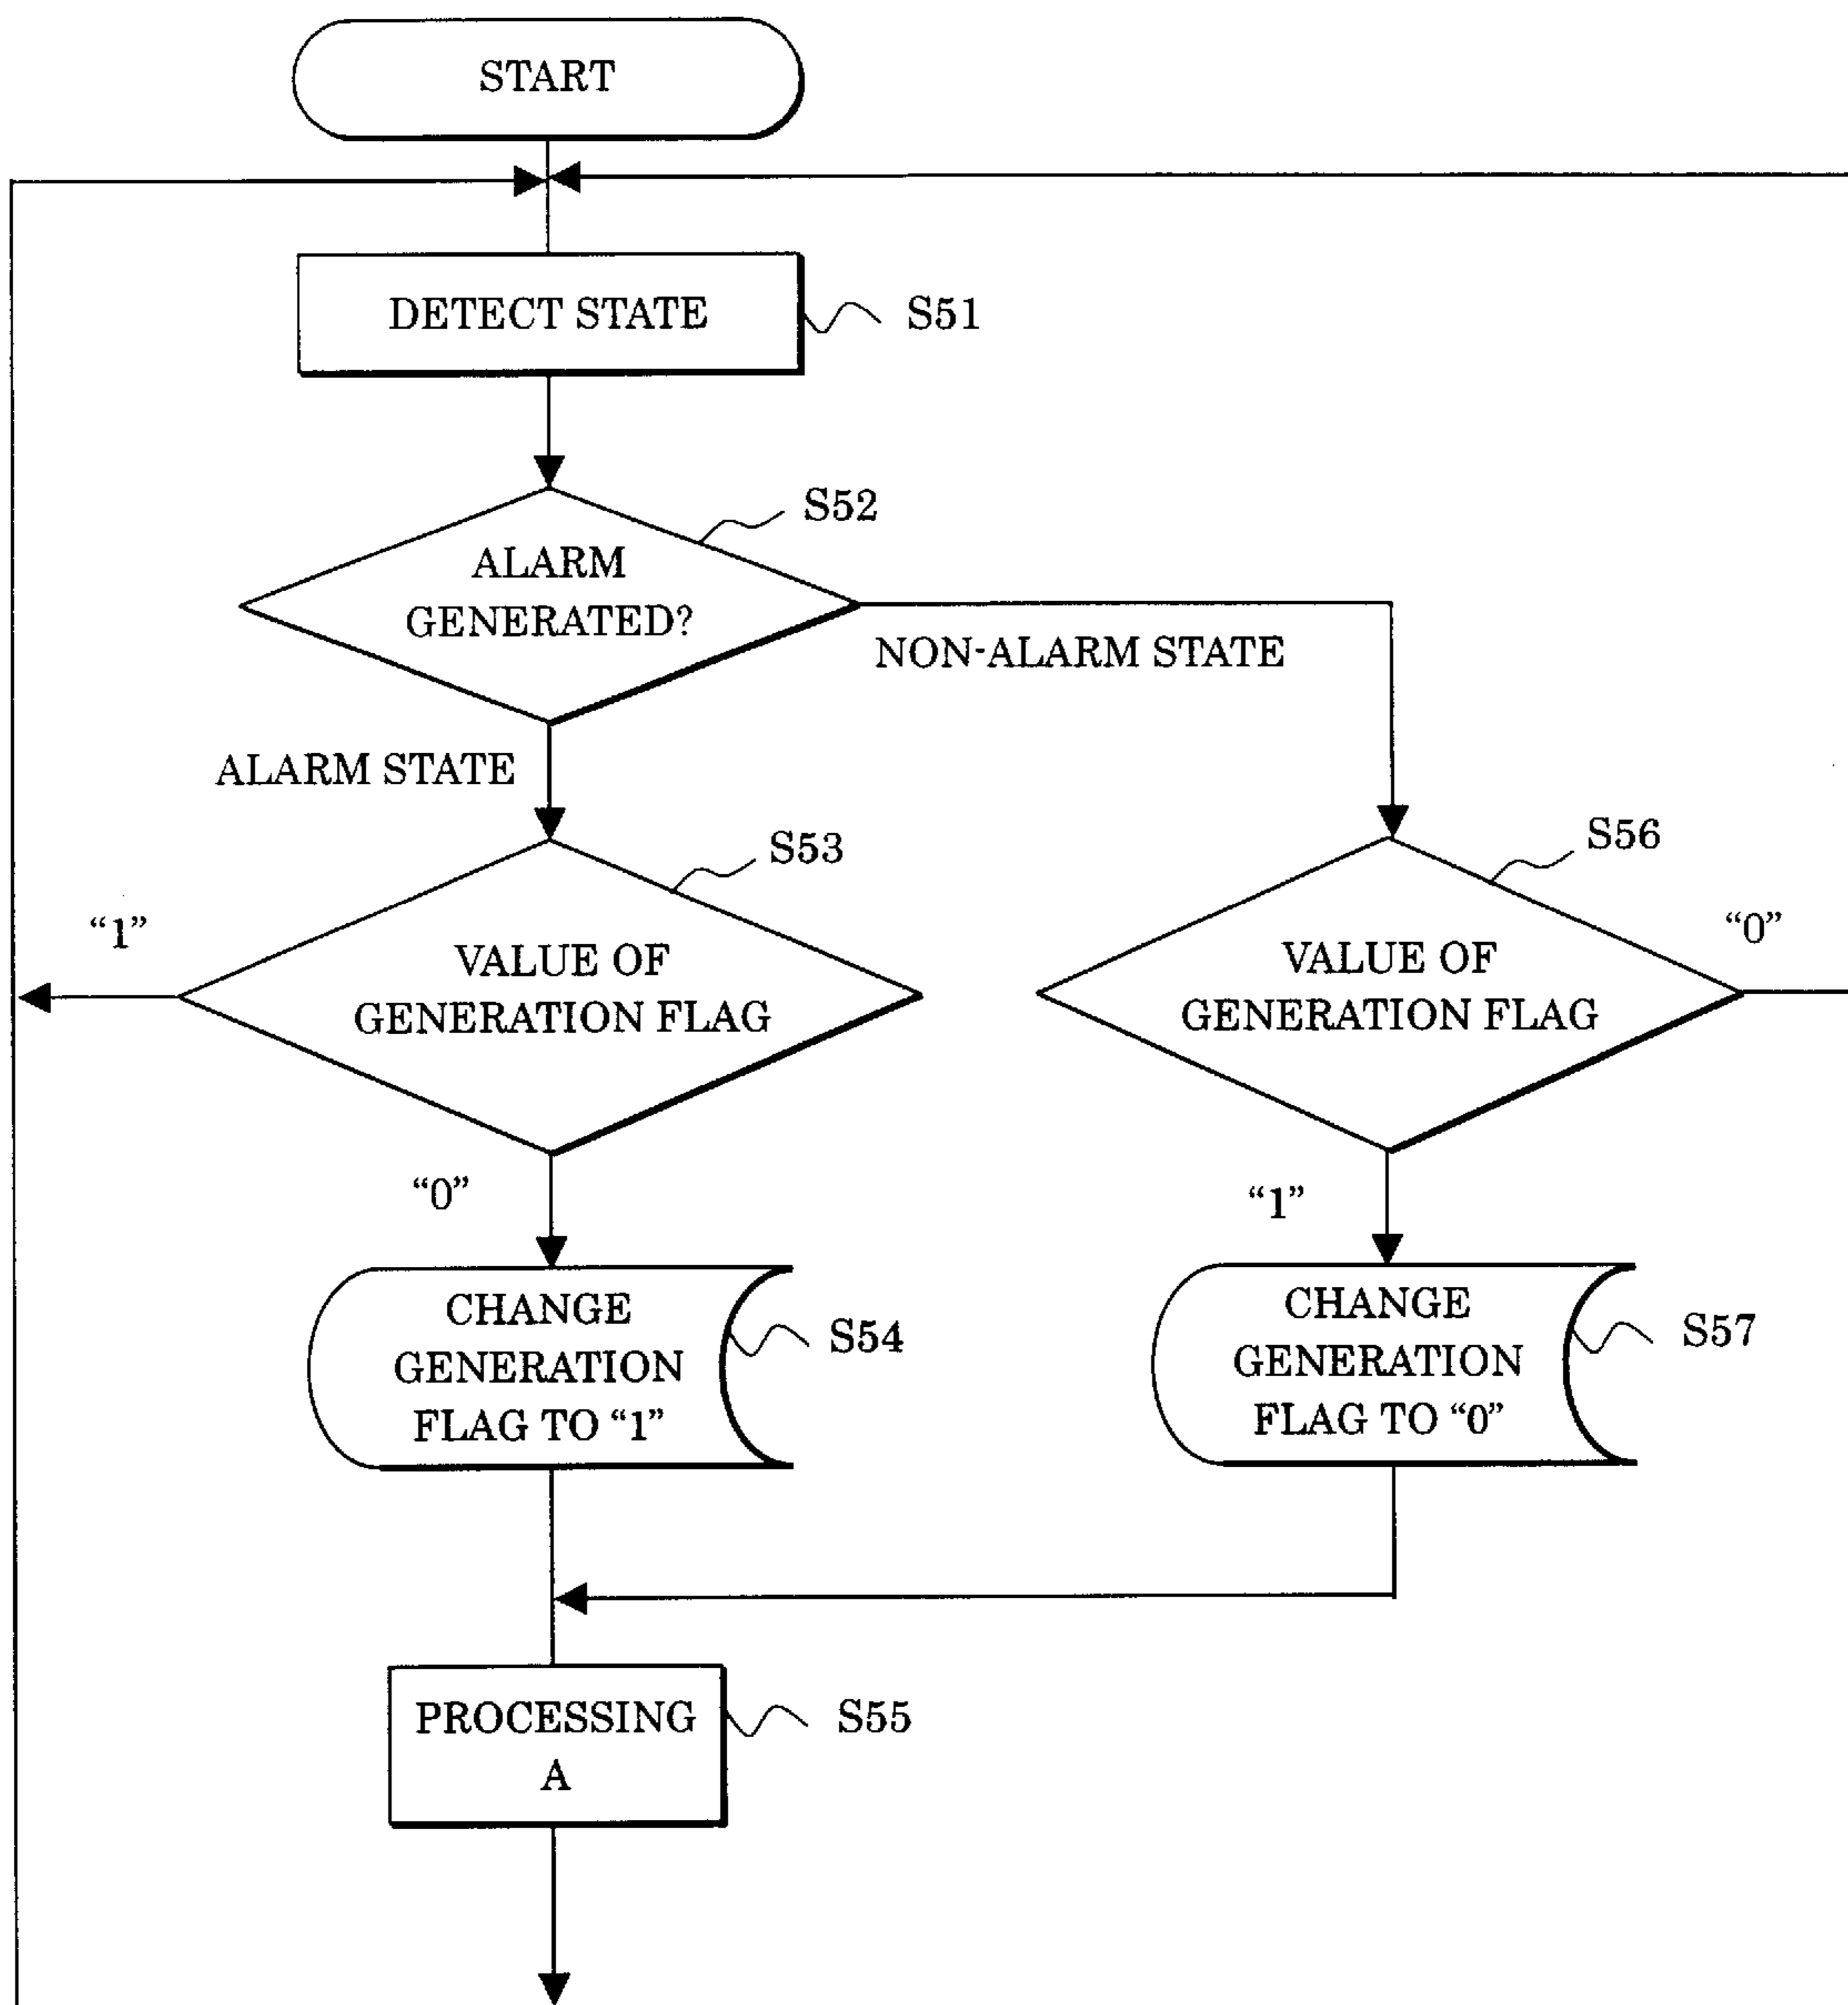 START
DETECT STATE
S51
S52
ALARM
GENERATED?
NON-ALARM STATE
ALARM STATE
S53
S56
“1”
VALUE OF
GENERATION FLAG
VALUE OF
GENERATION FLAG
“0”
“0”
“1”
CHANGE
GENERATION
FLAG TO “1”
S54
CHANGE
GENERATION
FLAG TO “0”
S57
PROCESSING
A
S55